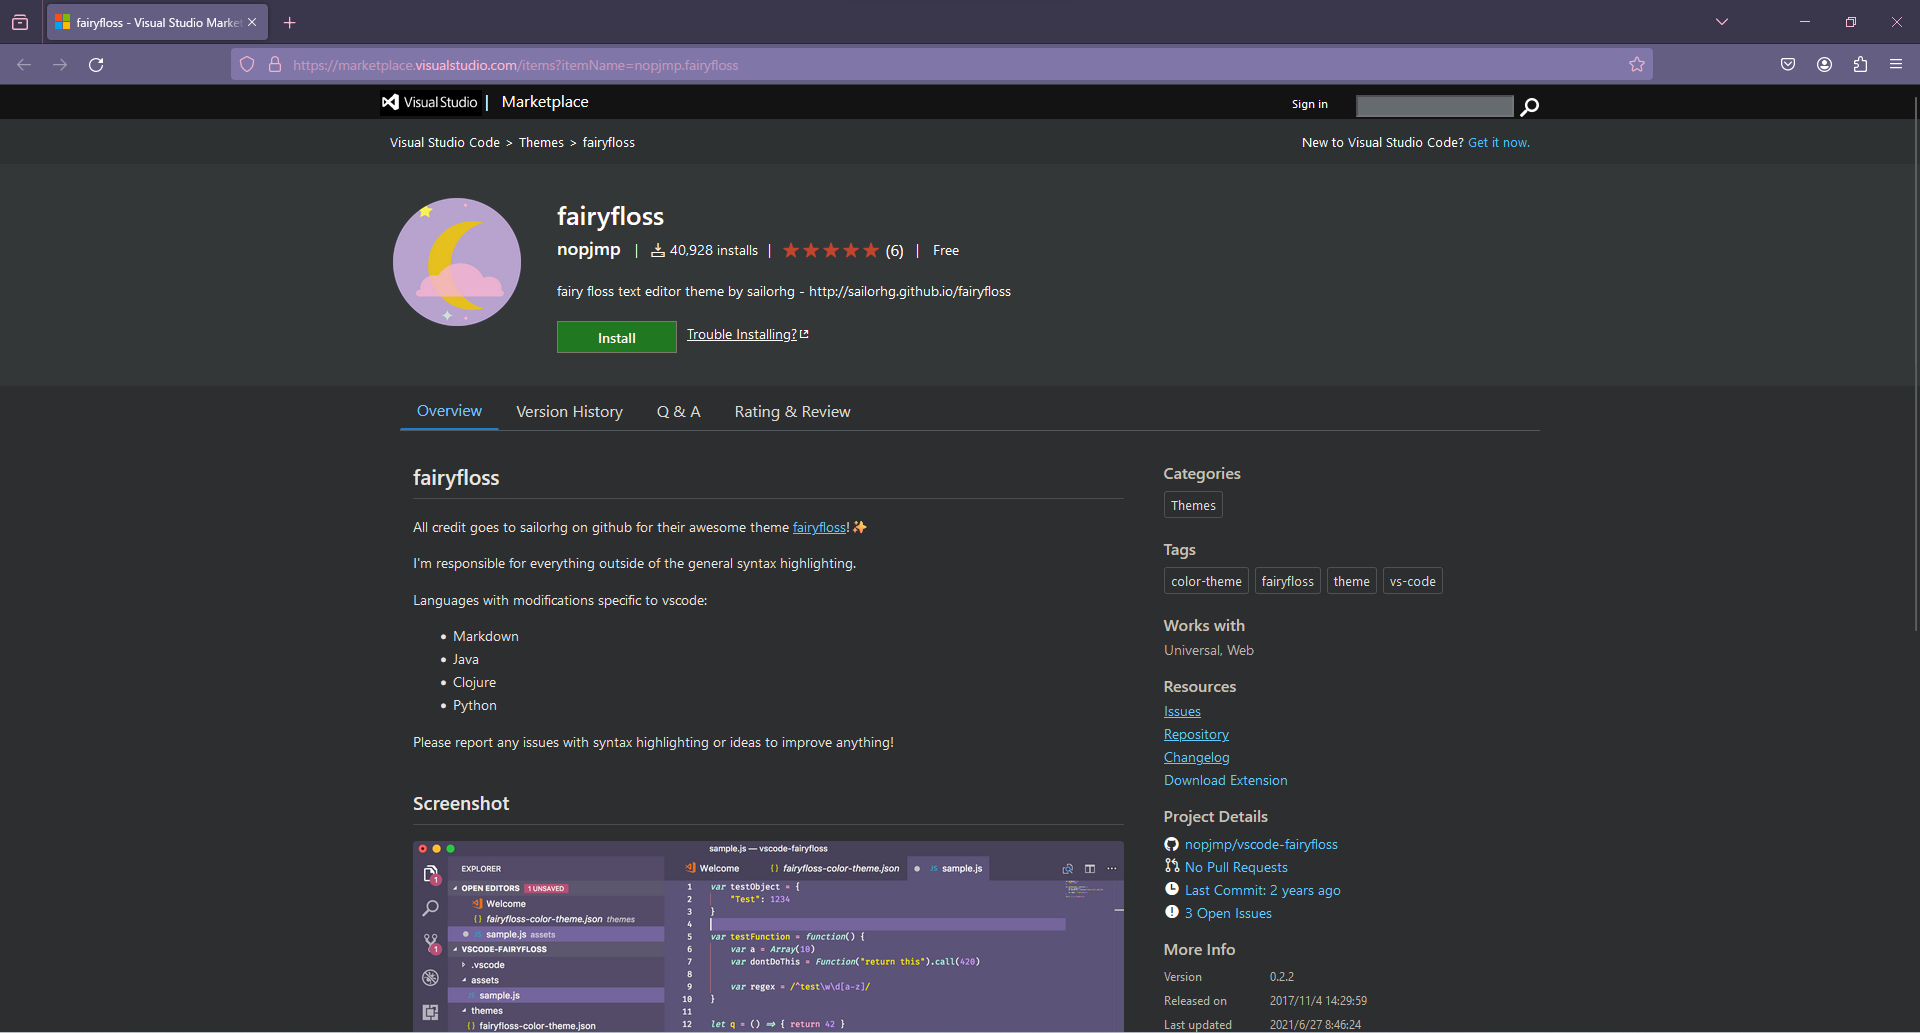 fairyfloss - Visual Studio Market
https://marketplace.visualstudio.com/items?itemName=nopjmp.fairyfloss
Visual Studio | Marketplace
Sign in
Visual Studio Code > Themes > fairyfloss
New to Visual Studio Code? Get it now.
fairyfloss
nopjmp | 40,928 installs | (6) | Free
fairy floss text editor theme by sailorhg - http://sailorhg.github.io/fairyfloss
Install
Trouble Installing?
Overview
Version History
Q & A
Rating & Review
fairyfloss
All credit goes to sailorhg on github for their awesome theme fairyfloss!✨
I'm responsible for everything outside of the general syntax highlighting.
Languages with modifications specific to vscode:
• Markdown
• Java
• Clojure
• Python
Please report any issues with syntax highlighting or ideas to improve anything!
Screenshot
sample.js — vscode-fairyfloss
EXPLORER
OPEN EDITORS 1 UNSAVED
Welcome
{} fairyfloss-color-theme.json themes
JS sample.js assets
VSCODE-FAIRYFLOSS
.vscode
assets
JS sample.js
themes
{} fairyfloss-color-theme.json
1
1
Welcome
{} fairyfloss-color-theme.json
JS sample.js
1 var testObject = {
2 "Test": 1234
3 }
4
5 var testFunction = function() {
6 var a = Array(10)
7 var dontDoThis = Function("return this").call(420)
8
9 var regex = /^test\w\d[a-z]/
10 }
11
12 let q = () => { return 42 }
Categories
Themes
Tags
color-theme
fairyfloss
theme
vs-code
Works with
Universal, Web
Resources
Issues
Repository
Changelog
Download Extension
Project Details
nopjmp/vscode-fairyfloss
No Pull Requests
Last Commit: 2 years ago
3 Open Issues
More Info
Version 0.2.2
Released on 2017/11/4 14:29:59
Last updated 2021/6/27 8:46:24